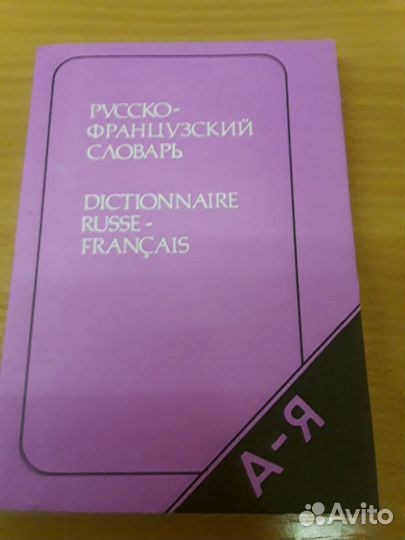 РУССКО-
ФРАНЦУЗСКИЙ
СЛОВАРЬ
DICTIONNAIRE
RUSSE-
FRANÇAIS
А-Я
Avito